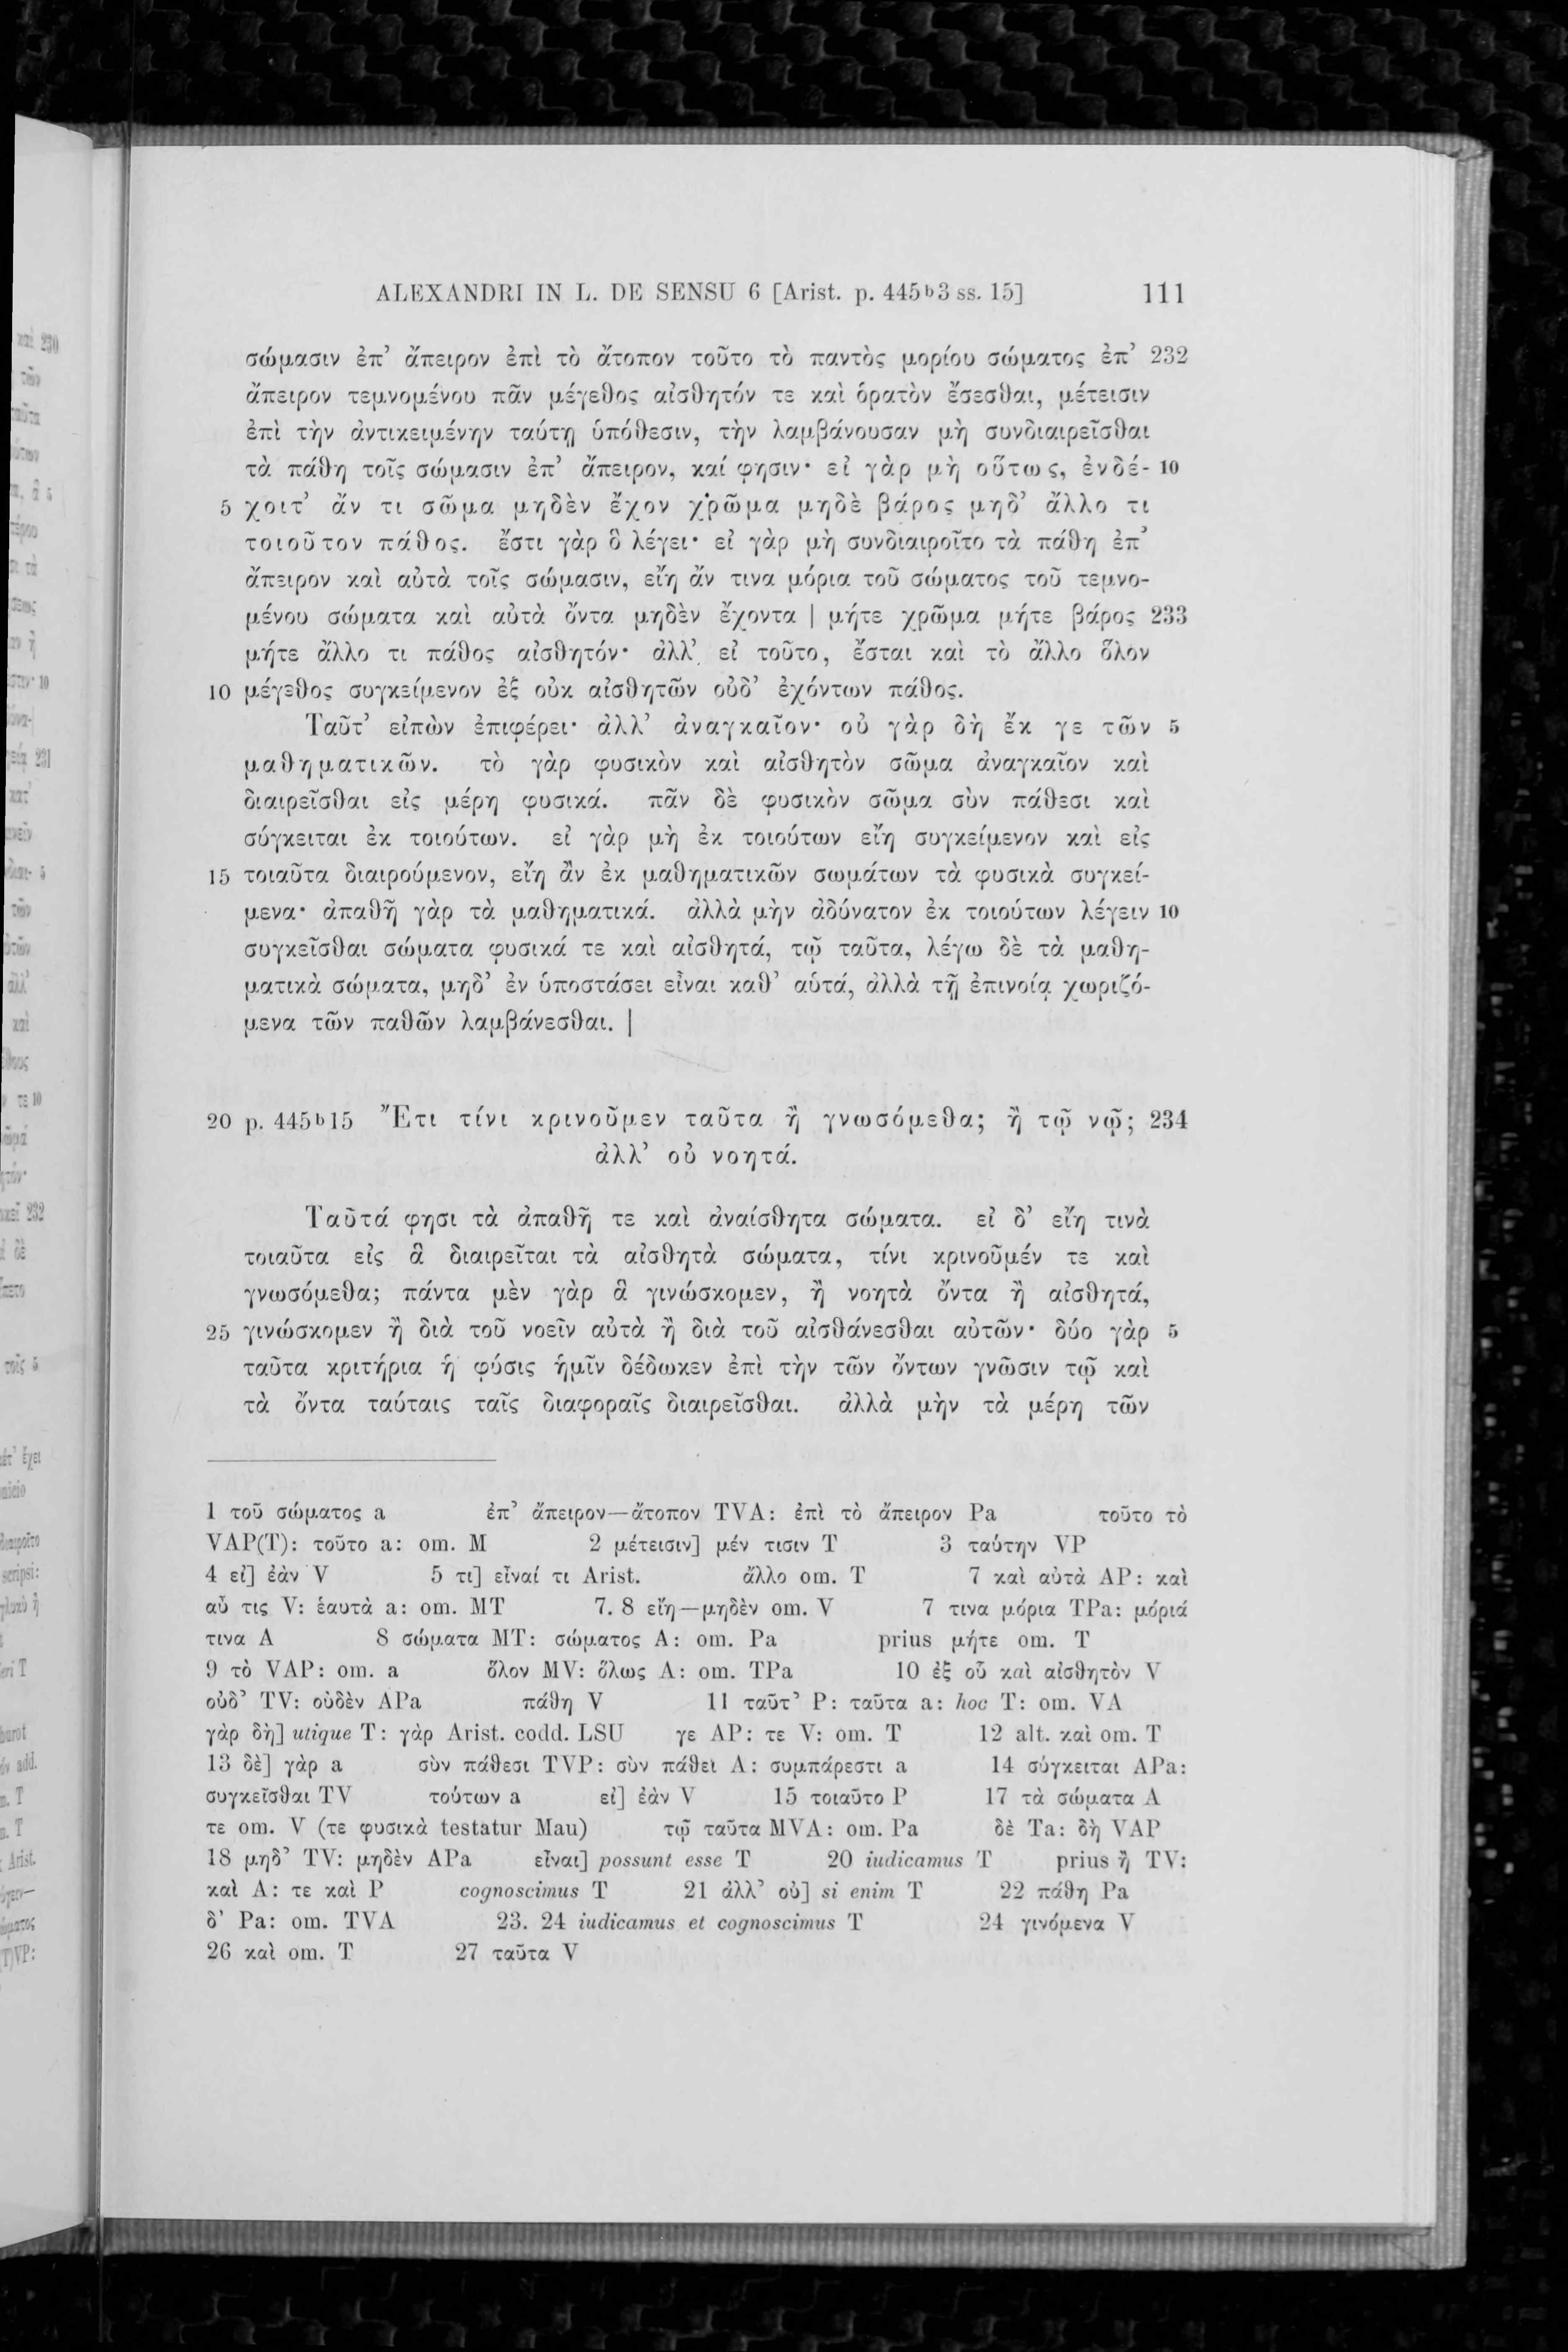 ALEXANDRI IN L. DE SENSU 6 [Arist. p. 445b3 ss. 15] 111
σώμασιν ἐπ’ ἄπειρον ἐπὶ τὸ ἄτοπον τοῦτο τὸ παντὸς μορίου σώματος ἐπ’ 232
ἄπειρον τεμνομένου πᾶν μέγεθος αἰσθητόν τε καὶ ὁρατὸν ἔσεσθαι, μέτεισιν
ἐπὶ τὴν ἀντικειμένην ταύτῃ ὑπόθεσιν, τὴν λαμβάνουσαν μὴ συνδιαιρεῖσθαι
τὰ πάθη τοῖς σώμασιν ἐπ’ ἄπειρον, καί φησιν· εἰ γὰρ μὴ οὕτως, ἐνδέ- 10
5 χοιτ’ ἄν τι σῶμα μηδὲν ἔχον χρῶμα μηδὲ βάρος μηδ’ ἄλλο τι
τοιοῦτον πάθος. ἔστι γὰρ ὃ λέγει· εἰ γὰρ μὴ συνδιαιροῖτο τὰ πάθη ἐπ’
ἄπειρον καὶ αὐτὰ τοῖς σώμασιν, εἴη ἄν τινα μόρια τοῦ σώματος τοῦ τεμνο-
μένου σώματα καὶ αὐτὰ ὄντα μηδὲν ἔχοντα | μήτε χρῶμα μήτε βάρος 233
μήτε ἄλλο τι πάθος αἰσθητόν· ἀλλ’ εἰ τοῦτο, ἔσται καὶ τὸ ἄλλο ὅλον
10 μέγεθος συγκείμενον ἐξ οὐκ αἰσθητῶν οὐδ’ ἐχόντων πάθος.
Ταῦτ’ εἰπὼν ἐπιφέρει· ἀλλ’ ἀναγκαῖον· οὐ γὰρ δὴ ἔκ γε τῶν 5
μαθηματικῶν. τὸ γὰρ φυσικὸν καὶ αἰσθητὸν σῶμα ἀναγκαῖον καὶ
διαιρεῖσθαι εἰς μέρη φυσικά. πᾶν δὲ φυσικὸν σῶμα σὺν πάθεσι καὶ
σύγκειται ἐκ τοιούτων. εἰ γὰρ μὴ ἐκ τοιούτων εἴη συγκείμενον καὶ εἰς
15 τοιαῦτα διαιρούμενον, εἴη ἂν ἐκ μαθηματικῶν σωμάτων τὰ φυσικὰ συγκεί-
μενα· ἀπαθῆ γὰρ τὰ μαθηματικά. ἀλλὰ μὴν ἀδύνατον ἐκ τοιούτων λέγειν 10
συγκεῖσθαι σώματα φυσικά τε καὶ αἰσθητά, τῷ ταῦτα, λέγω δὲ τὰ μαθη-
ματικὰ σώματα, μηδ’ ἐν ὑποστάσει εἶναι καθ’ αὑτά, ἀλλὰ τῇ ἐπινοίᾳ χωριζό-
μενα τῶν παθῶν λαμβάνεσθαι. |
20 p. 445b15 Ἔτι τίνι κρινοῦμεν ταῦτα ἢ γνωσόμεθα; ἢ τῷ νῷ; 234
ἀλλ’ οὐ νοητά.
Ταῦτά φησι τὰ ἀπαθῆ τε καὶ ἀναίσθητα σώματα. εἰ δ’ εἴη τινὰ
τοιαῦτα εἰς ἃ διαιρεῖται τὰ αἰσθητὰ σώματα, τίνι κρινοῦμέν τε καὶ
γνωσόμεθα; πάντα μὲν γὰρ ἃ γινώσκομεν, ἢ νοητὰ ὄντα ἢ αἰσθητά,
25 γινώσκομεν ἢ διὰ τοῦ νοεῖν αὐτὰ ἢ διὰ τοῦ αἰσθάνεσθαι αὐτῶν· δύο γὰρ 5
ταῦτα κριτήρια ἡ φύσις ἡμῖν δέδωκεν ἐπὶ τὴν τῶν ὄντων γνῶσιν τῷ καὶ
τὰ ὄντα ταύταις ταῖς διαφοραῖς διαιρεῖσθαι. ἀλλὰ μὴν τὰ μέρη τῶν
1 τοῦ σώματος a ἐπ’ ἄπειρον—ἄτοπον TVA: ἐπὶ τὸ ἄπειρον Pa τοῦτο τὸ
VAP(T): τοῦτο a: om. M 2 μέτεισιν] μέν τισιν T 3 ταύτην VP
4 εἰ] ἐὰν V 5 τι] εἶναί τι Arist. ἄλλο om. T 7 καὶ αὐτὰ AP: καὶ
αὖ τις V: ἑαυτὰ a: om. MT 7. 8 εἴη—μηδὲν om. V 7 τινα μόρια TPa: μόριά
τινα A 8 σώματα MT: σώματος A: om. Pa prius μήτε om. T
9 τὸ VAP: om. a ὅλον MV: ὅλως A: om. TPa 10 ἐξ οὗ καὶ αἰσθητὸν V
οὐδ’ TV: οὐδὲν APa πάθη V 11 ταῦτ’ P: ταῦτα a: hoc T: om. VA
γὰρ δὴ] utique T: γὰρ Arist. codd. LSU γε AP: τε V: om. T 12 alt. καὶ om. T
13 δὲ] γὰρ a σὺν πάθεσι TVP: σὺν πάθει A: συμπάρεστι a 14 σύγκειται APa:
συγκεῖσθαι TV τούτων a εἰ] ἐὰν V 15 τοιαῦτο P 17 τὰ σώματα A
τε om. V (τε φυσικὰ testatur Mau) τῷ ταῦτα MVA: om. Pa δὲ Ta: δὴ VAP
18 μηδ’ TV: μηδὲν APa εἶναι] possunt esse T 20 iudicamus T prius ἢ TV:
καὶ A: τε καὶ P cognoscimus T 21 ἀλλ’ οὐ] si enim T 22 πάθη Pa
δ’ Pa: om. TVA 23. 24 iudicamus et cognoscimus T 24 γινόμενα V
26 καὶ om. T 27 ταῦτα V